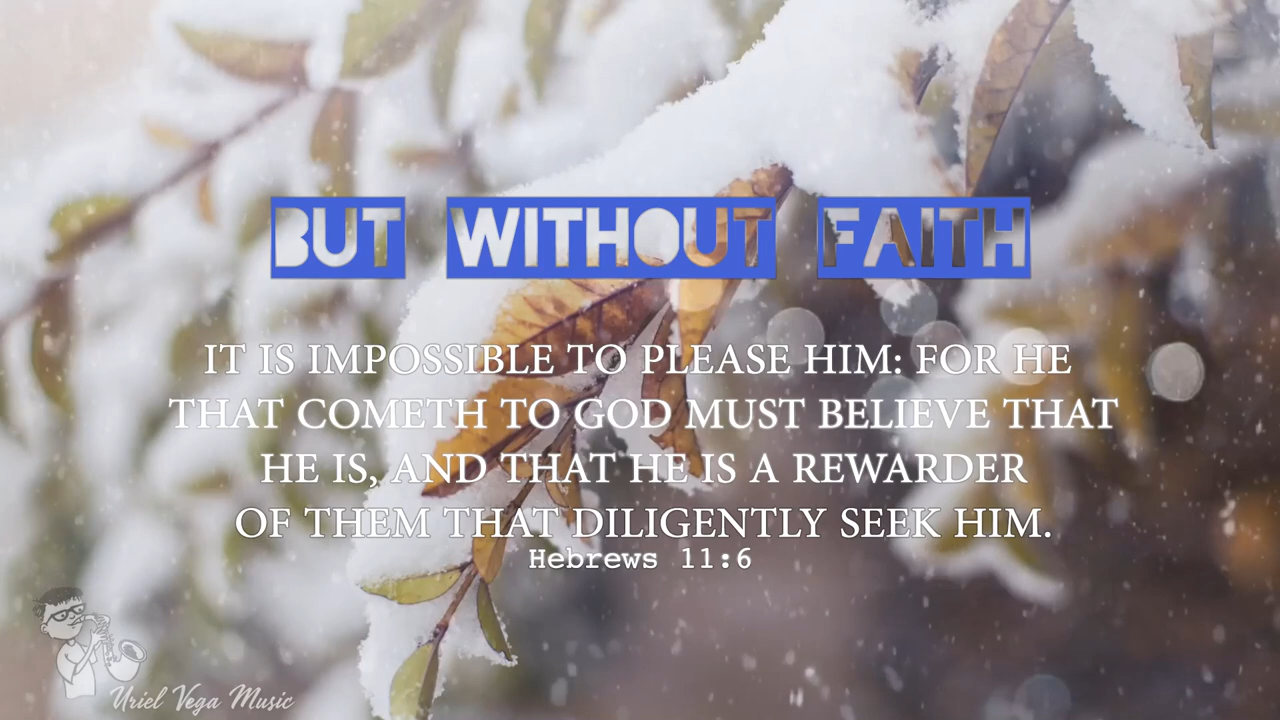 BUT WITHOUT FAITH
IT IS IMPOSSIBLE TO PLEASE HIM: FOR HE
THAT COMETH TO GOD MUST BELIEVE THAT
HE IS, AND THAT HE IS A REWARDER
OF THEM THAT DILIGENTLY SEEK HIM.
Hebrews 11:6
Uriel Vega Music